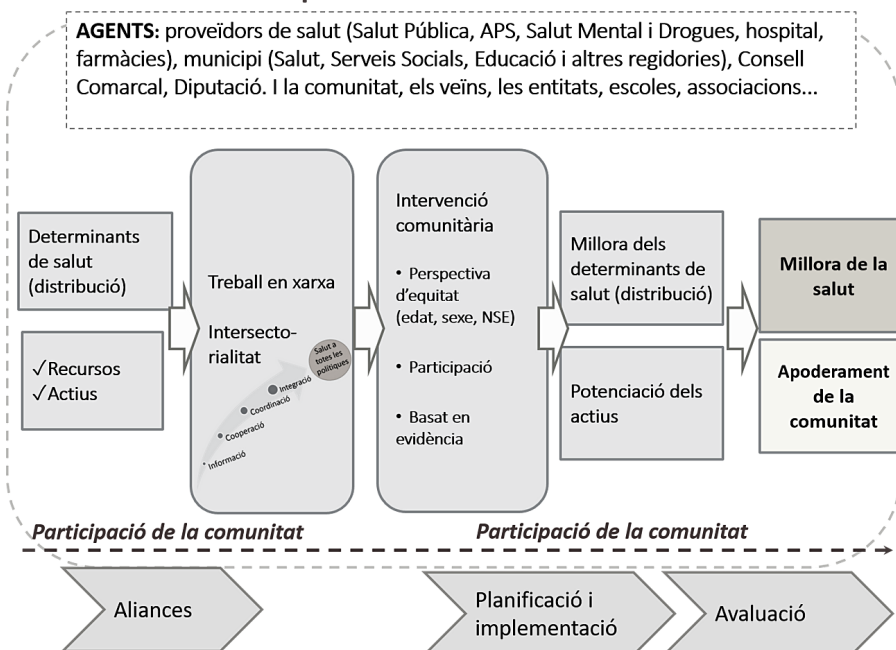 AGENTS: proveïdors de salut (Salut Pública, APS, Salut Mental i Drogues, hospital,
farmàcies), municipi (Salut, Serveis Socials, Educació i altres regidories), Consell
Comarcal, Diputació. I la comunitat, els veïns, les entitats, escoles, associacions...
Determinants
de salut
(distribució)
✓Recursos
✓Actius
Treball en xarxa
Intersecto-
rialitat
Salut a
totes les
polítiques
Integració
Coordinació
Cooperació
Informació
Intervenció
comunitària
• Perspectiva
d'equitat
(edat, sexe, NSE)
• Participació
• Basat en
evidència
Millora dels
determinants de
salut (distribució)
Potenciació dels
actius
Millora de la
salut
Apoderament
de la
comunitat
Participació de la comunitat
Participació de la comunitat
Aliances
Planificació i
implementació
Avaluació